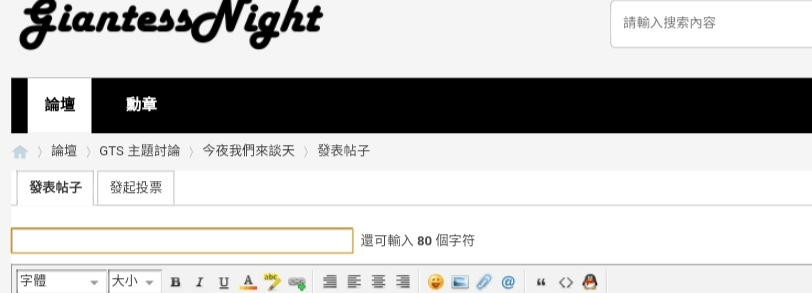 GiantessNight
請輸入搜索內容
論壇 勳章
論壇 〉 GTS 主題討論 〉 今夜我們來談天 〉 發表帖子
發表帖子 發起投票
還可輸入 80 個字符
字體 大小 B I U A abc @ “ <>